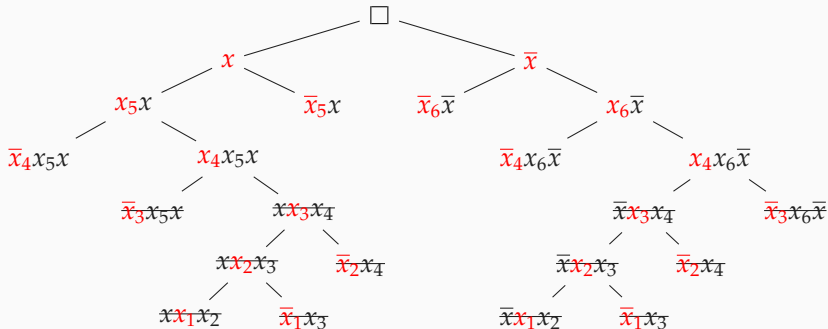 □
x x̄
x₅x x̄₅x x̄₆x̄ x₆x̄
x̄₄x₅x x₄x₅x x̄₄x₆x̄ x₄x₆x̄
x̄₃x₅x xx₃x₄ x̄x₃x₄ x̄₃x₆x̄
xx₂x₃ x̄₂x₄ x̄x₂x₃ x̄₂x₄
xx₁x₂ x̄₁x₃ x̄x₁x₂ x̄₁x₃